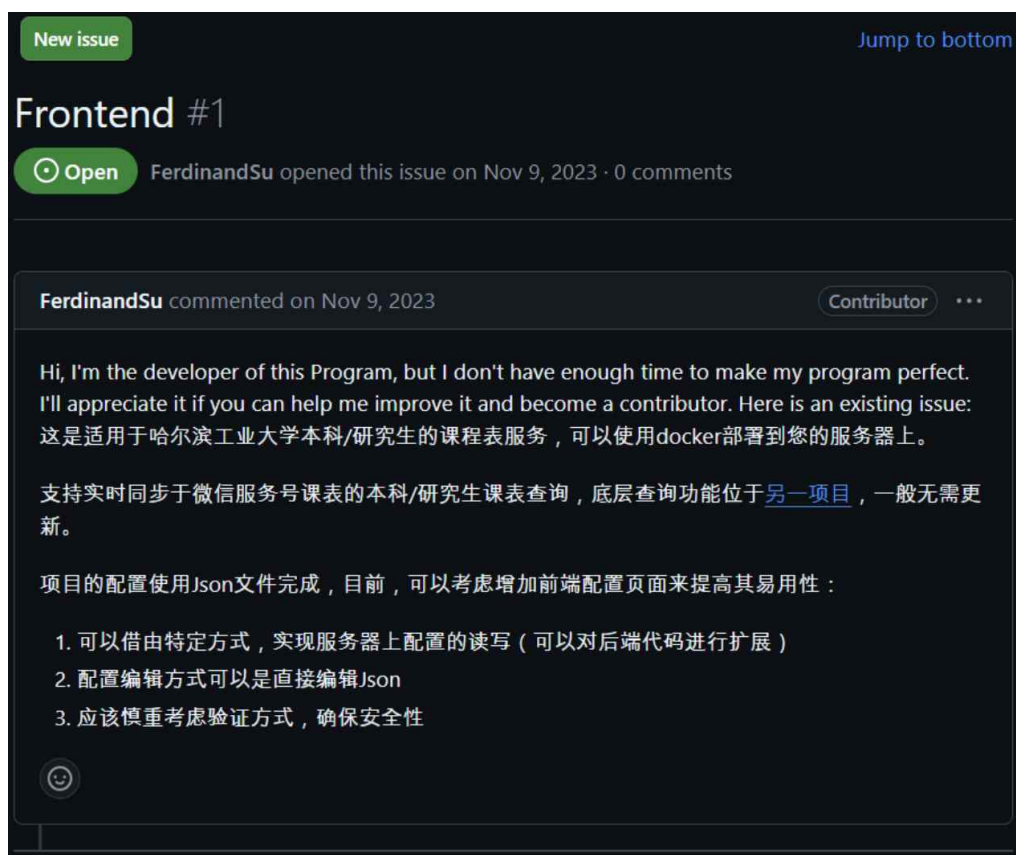 New issue
Jump to bottom
Frontend #1
Open
FerdinandSu opened this issue on Nov 9, 2023 · 0 comments
FerdinandSu commented on Nov 9, 2023
Contributor
Hi, I'm the developer of this Program, but I don't have enough time to make my program perfect.
I'll appreciate it if you can help me improve it and become a contributor. Here is an existing issue:
这是适用于哈尔滨工业大学本科/研究生的课程表服务，可以使用docker部署到您的服务器上。
支持实时同步于微信服务号课表的本科/研究生课表查询，底层查询功能位于另一项目，一般无需更
新。
项目的配置使用Json文件完成，目前，可以考虑增加前端配置页面来提高其易用性：
1. 可以借由特定方式，实现服务器上配置的读写（可以对后端代码进行扩展）
2. 配置编辑方式可以是直接编辑Json
3. 应该慎重考虑验证方式，确保安全性